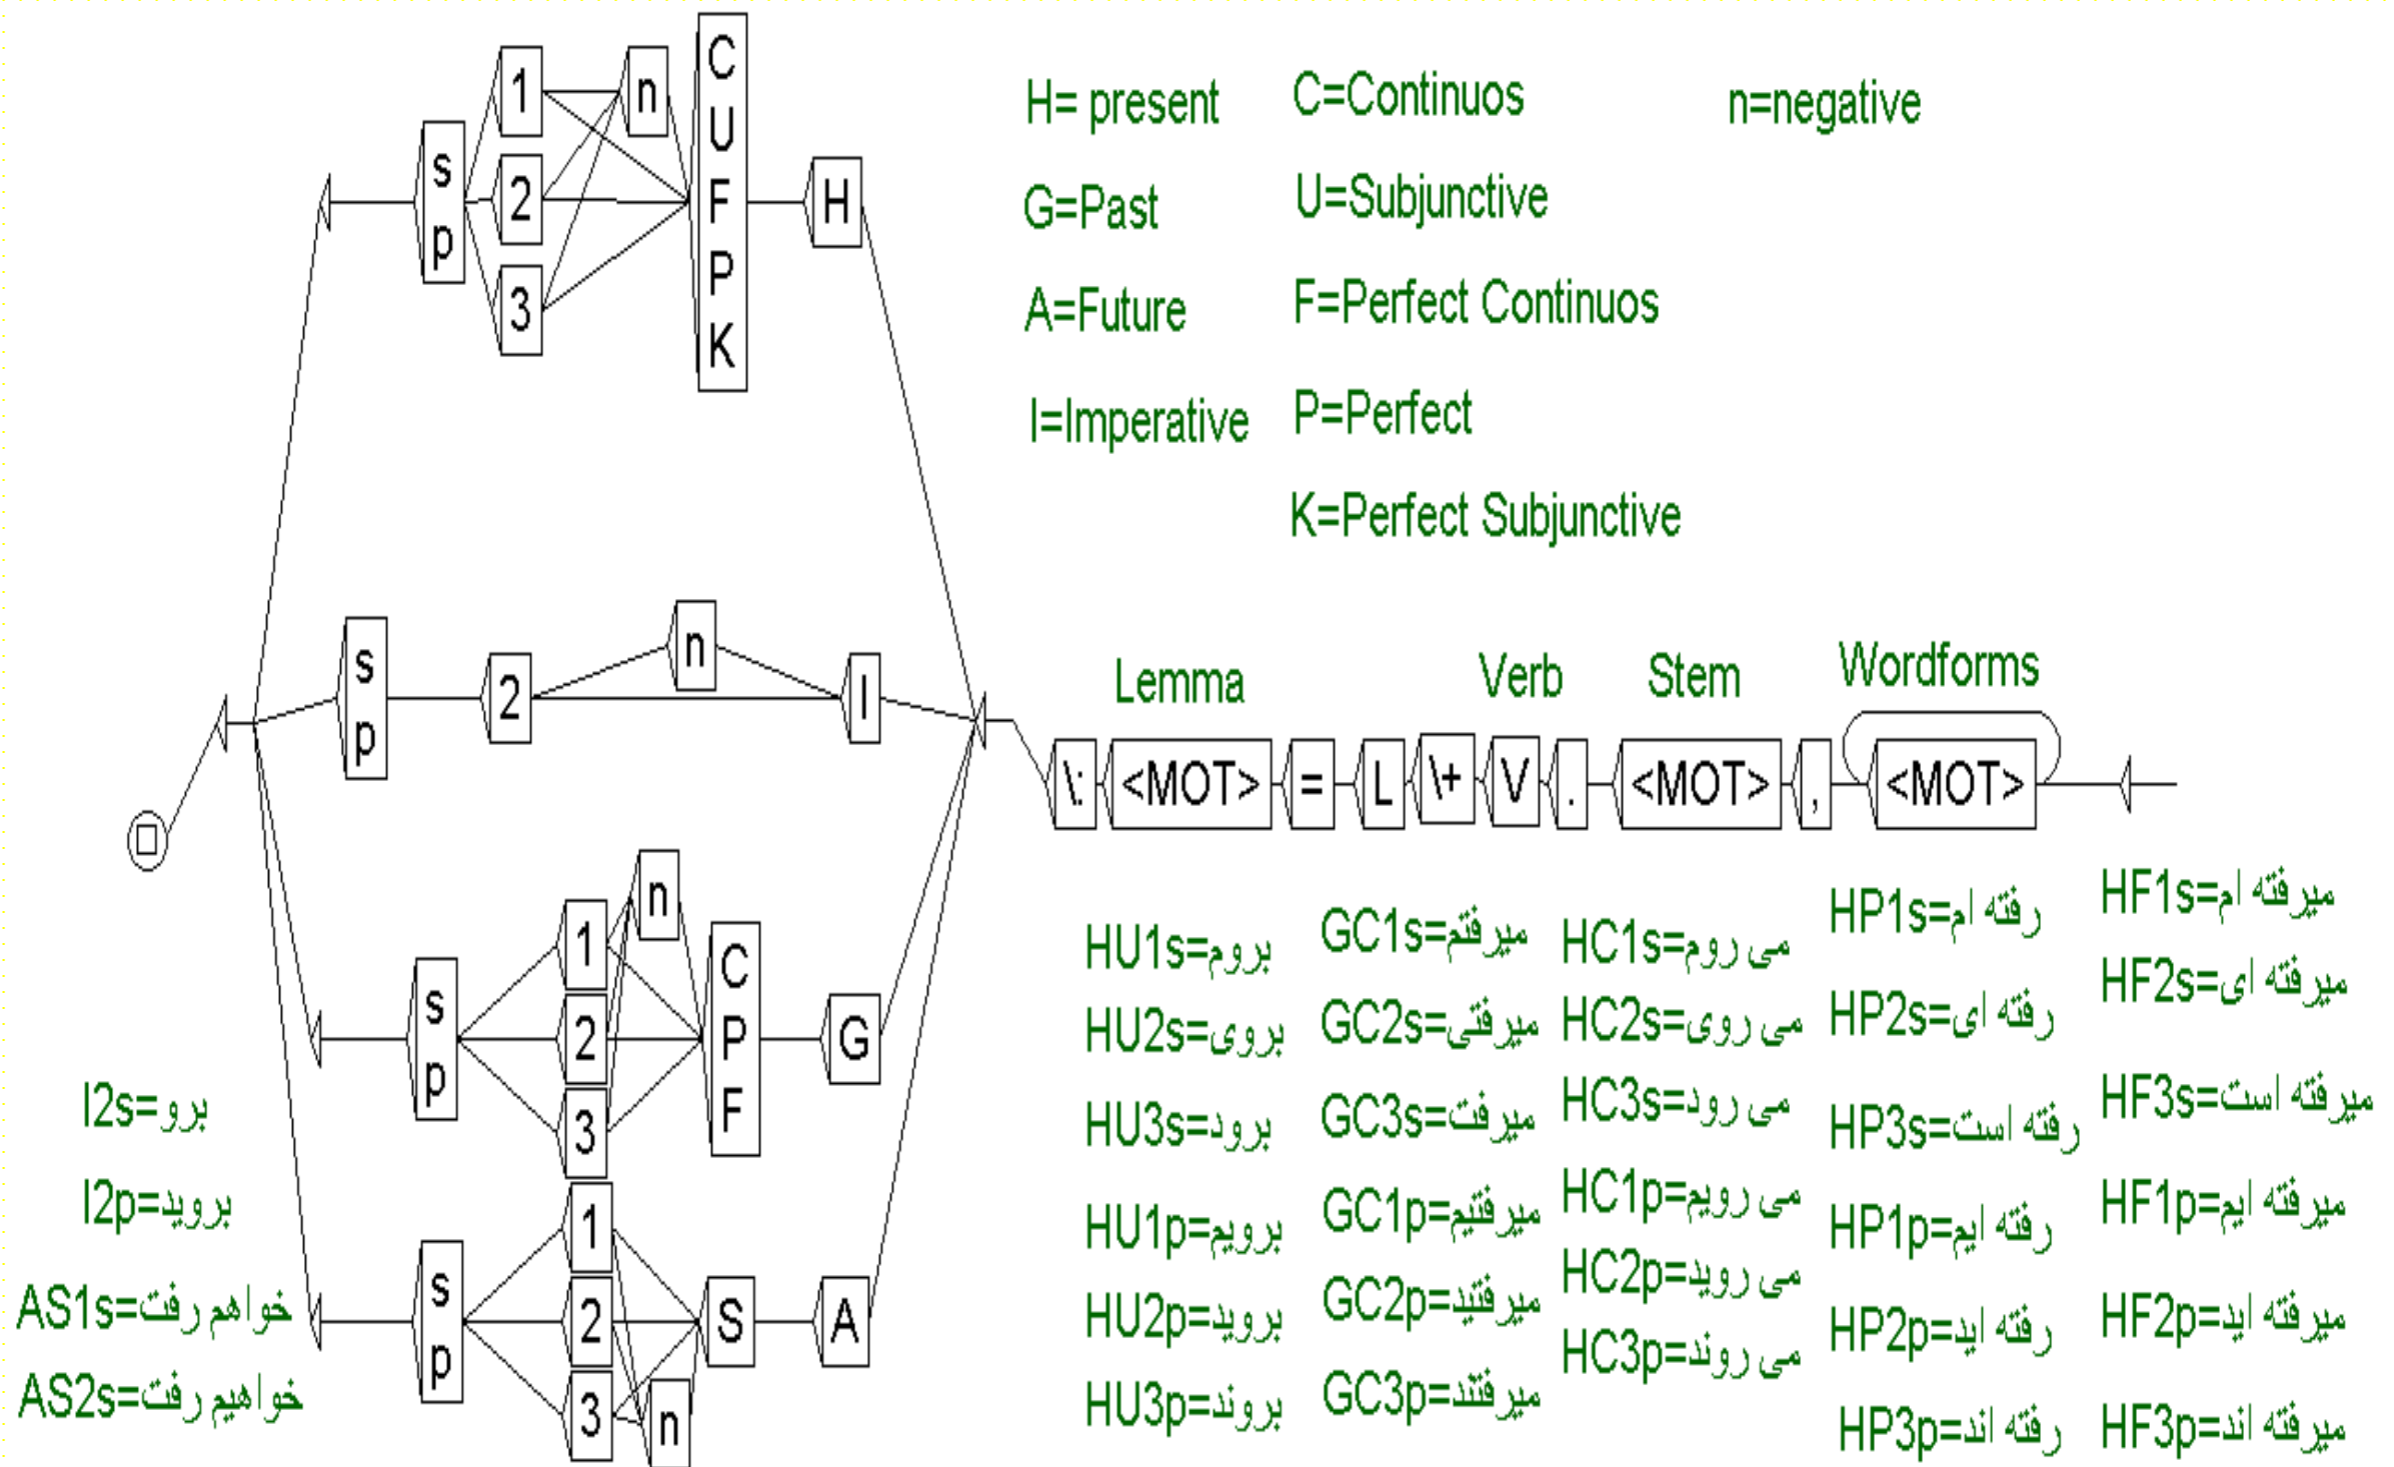 s
p
1
2
3
n
C
U
F
P
K
H
H= present
G=Past
A=Future
I=Imperative
C=Continuos
U=Subjunctive
F=Perfect Continuos
P=Perfect
K=Perfect Subjunctive
n=negative
s
p
2
n
I
Lemma
Verb
Stem
Wordforms
\:
<MOT>
=
L
\+
V
.
<MOT>
,
<MOT>
s
p
1
2
3
n
C
P
F
G
s
p
1
2
3
n
S
A
I2s=برو
I2p=بروید
AS1s=خواهم رفت
AS2s=خواهیم رفت
HU1s=بروم
HU2s=بروی
HU3s=برود
HU1p=برویم
HU2p=بروید
HU3p=بروند
GC1s=میرفتم
GC2s=میرفتی
GC3s=میرفت
GC1p=میرفتیم
GC2p=میرفتید
GC3p=میرفتند
HC1s=می روم
HC2s=می روی
HC3s=می رود
HC1p=می رویم
HC2p=می روید
HC3p=می روند
HP1s=رفته ام
HP2s=رفته ای
HP3s=رفته است
HP1p=رفته ایم
HP2p=رفته اید
HP3p=رفته اند
HF1s=میرفته ام
HF2s=میرفته ای
HF3s=میرفته است
HF1p=میرفته ایم
HF2p=میرفته اید
HF3p=میرفته اند